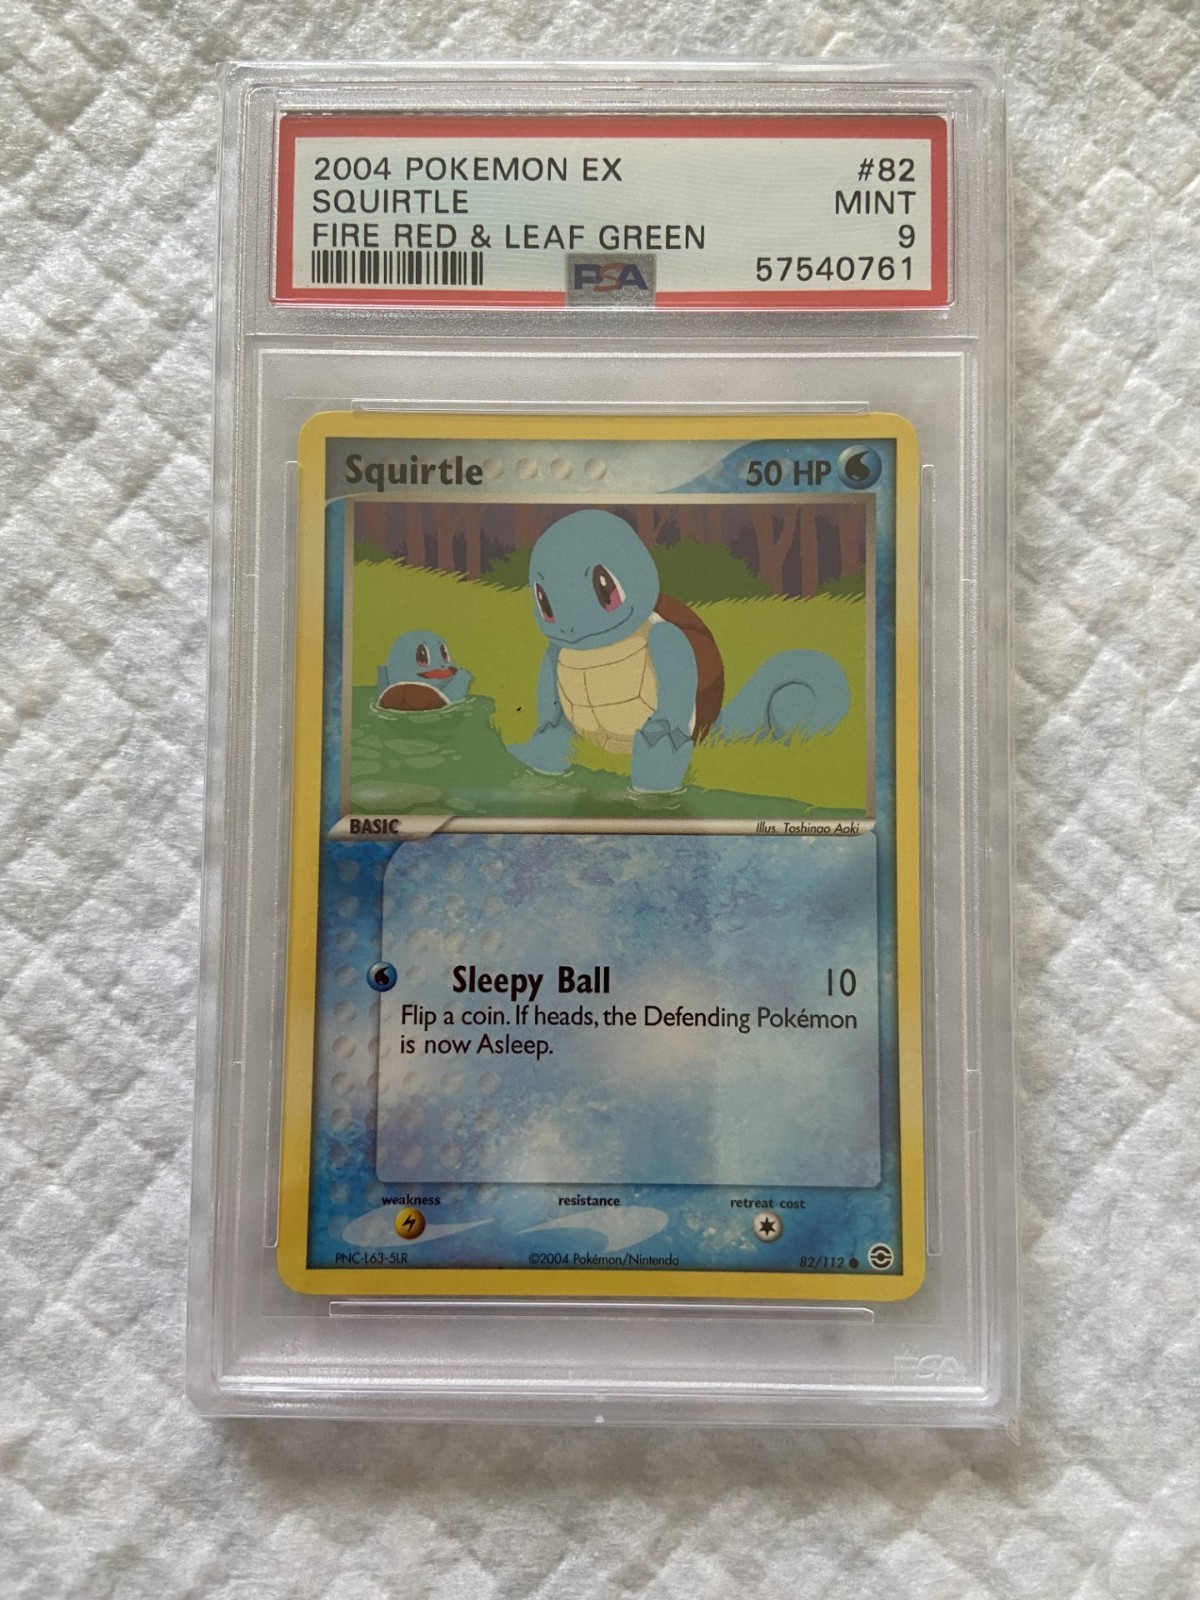 2004 POKEMON EX #82
SQUIRTLE MINT
FIRE RED & LEAF GREEN 9
PSA 57540761
Squirtle 50 HP
BASIC Illus. Toshinao Aoki
Sleepy Ball 10
Flip a coin. If heads, the Defending Pokémon
is now Asleep.
weakness resistance retreat cost
PNC-L63-5LR ©2004 Pokémon/Nintendo 82/112
PSA